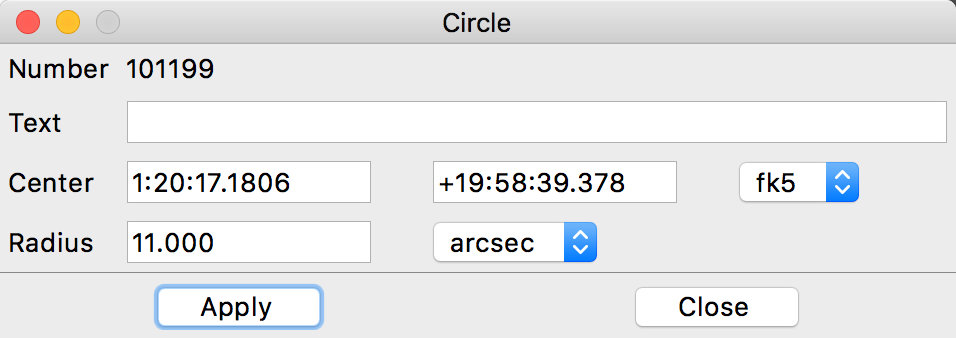 Circle
Number 101199
Text
Center 1:20:17.1806 +19:58:39.378 fk5
Radius 11.000 arcsec
Apply Close